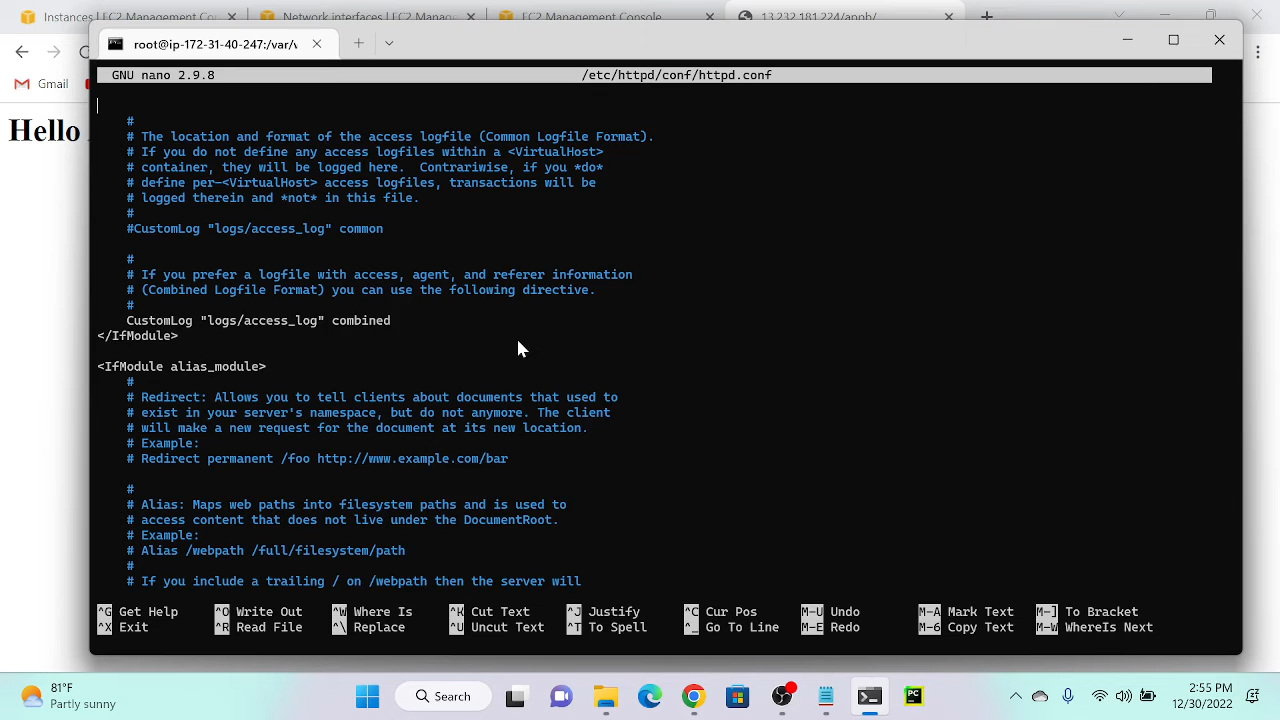 Instances | EC2 Management Co
Network interfaces | EC2 Manage
EC2 Management Console
13.232.181.224/appb/
Gmail
Hello
root@ip-172-31-40-247:/var/v
GNU nano 2.9.8 /etc/httpd/conf/httpd.conf
#
# The location and format of the access logfile (Common Logfile Format).
# If you do not define any access logfiles within a <VirtualHost>
# container, they will be logged here.  Contrariwise, if you *do*
# define per-<VirtualHost> access logfiles, transactions will be
# logged therein and *not* in this file.
#
#CustomLog "logs/access_log" common
#
# If you prefer a logfile with access, agent, and referer information
# (Combined Logfile Format) you can use the following directive.
#
CustomLog "logs/access_log" combined
</IfModule>
<IfModule alias_module>
#
# Redirect: Allows you to tell clients about documents that used to
# exist in your server's namespace, but do not anymore. The client
# will make a new request for the document at its new location.
# Example:
# Redirect permanent /foo http://www.example.com/bar
#
# Alias: Maps web paths into filesystem paths and is used to
# access content that does not live under the DocumentRoot.
# Example:
# Alias /webpath /full/filesystem/path
#
# If you include a trailing / on /webpath then the server will
^G Get Help ^O Write Out ^W Where Is ^K Cut Text ^J Justify ^C Cur Pos M-U Undo M-A Mark Text M-] To Bracket
^X Exit ^R Read File ^\ Replace ^U Uncut Text ^T To Spell ^_ Go To Line M-E Redo M-6 Copy Text M-W WhereIs Next
81°F
Partly sunny
Search
PC
2:55 PM
12/30/2022